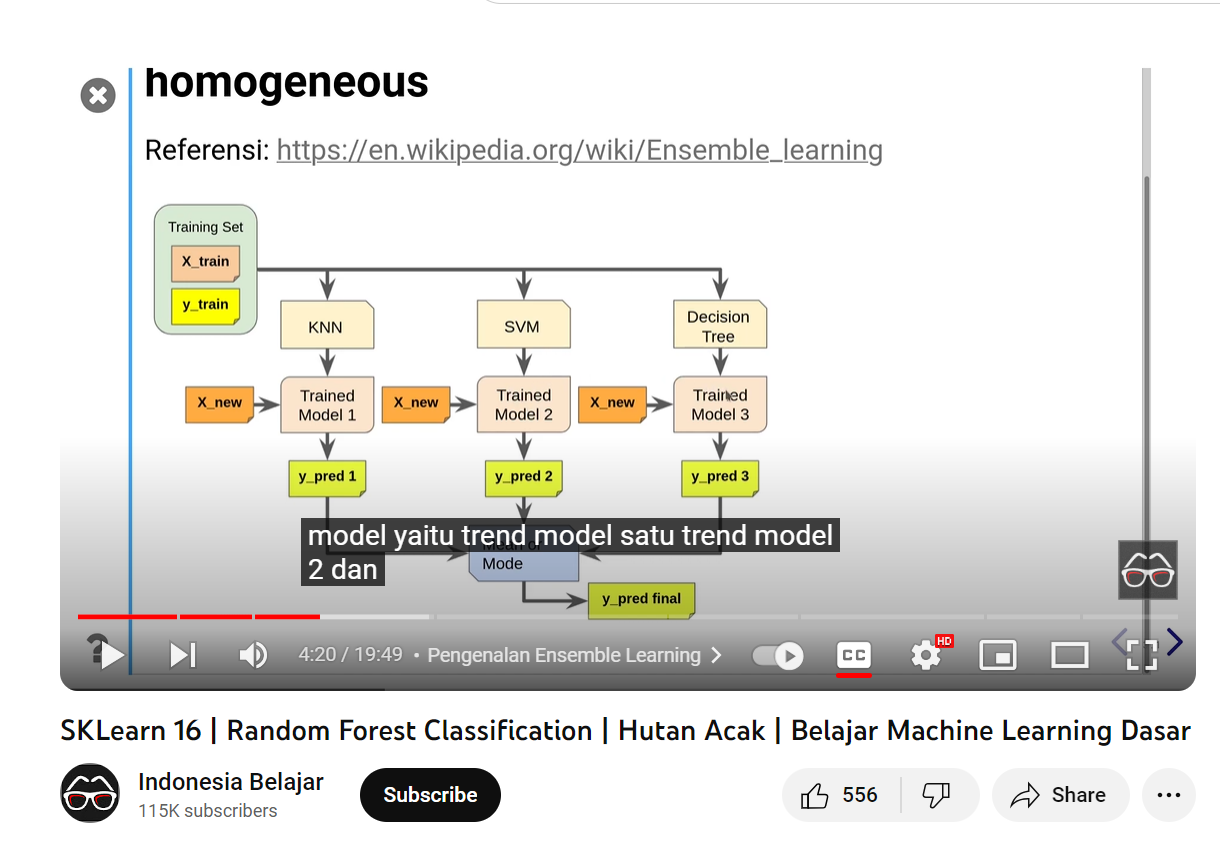 homogeneous
Referensi: https://en.wikipedia.org/wiki/Ensemble_learning
Training Set
X_train
y_train
KNN
SVM
Decision
Tree
X_new
Trained
Model 1
X_new
Trained
Model 2
X_new
Trained
Model 3
y_pred 1
y_pred 2
y_pred 3
model yaitu trend model satu trend model
2 dan
Mean or
Mode
y_pred final
4:20 / 19:49 • Pengenalan Ensemble Learning
CC
HD
SKLearn 16 | Random Forest Classification | Hutan Acak | Belajar Machine Learning Dasar
Indonesia Belajar
115K subscribers
Subscribe
556
Share